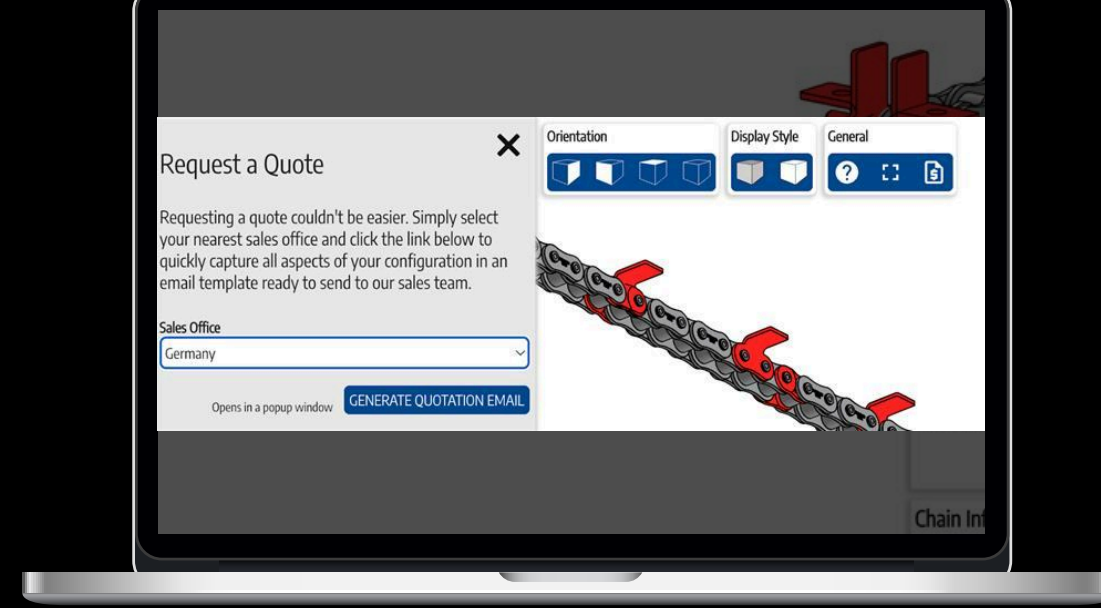 Request a Quote
Requesting a quote couldn't be easier. Simply select
your nearest sales office and click the link below to
quickly capture all aspects of your configuration in an
email template ready to send to our sales team.
Sales Office
Germany
Opens in a popup window
GENERATE QUOTATION EMAIL
Orientation
Display Style
General
Chain Inf